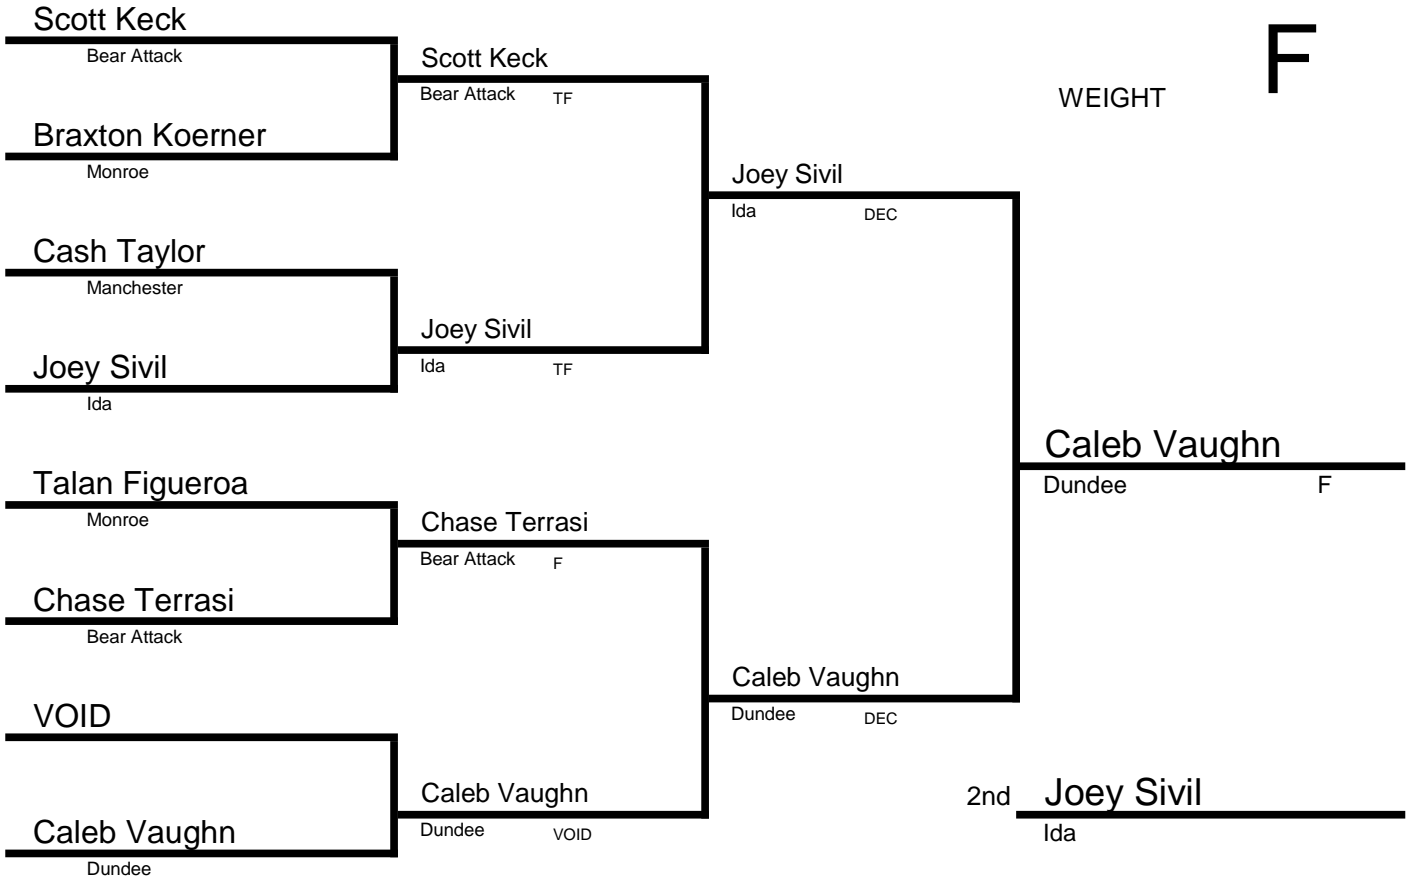 Scott Keck
Bear Attack
Scott Keck
Bear Attack TF
Braxton Koerner
Monroe
Joey Sivil
Ida DEC
Cash Taylor
Manchester
Joey Sivil
Ida TF
Joey Sivil
Ida
WEIGHT F
Caleb Vaughn
Dundee F
Talan Figueroa
Monroe
Chase Terrasi
Bear Attack F
Chase Terrasi
Bear Attack
Caleb Vaughn
Dundee DEC
VOID
Caleb Vaughn
Dundee VOID
Caleb Vaughn
Dundee
2nd Joey Sivil
Ida